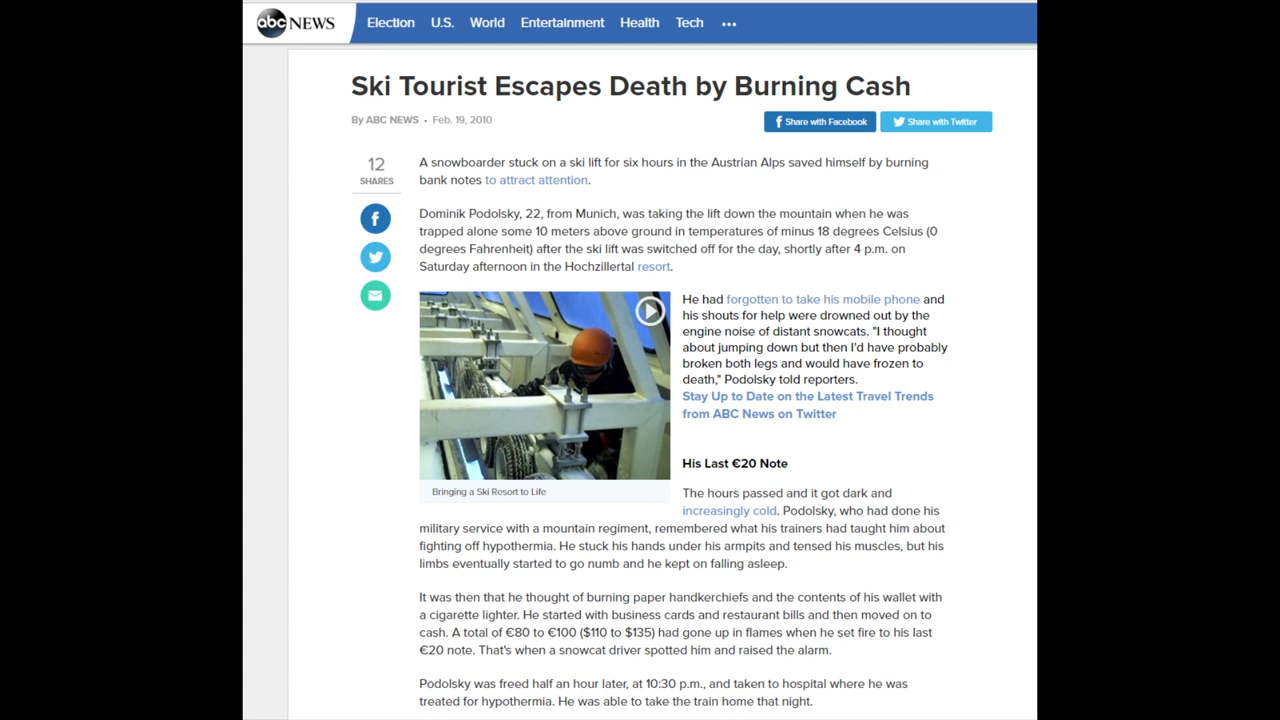 abc NEWS Election U.S. World Entertainment Health Tech •••
Ski Tourist Escapes Death by Burning Cash
By ABC NEWS • Feb. 19, 2010
Share with Facebook Share with Twitter
12
SHARES
A snowboarder stuck on a ski lift for six hours in the Austrian Alps saved himself by burning
bank notes to attract attention.
Dominik Podolsky, 22, from Munich, was taking the lift down the mountain when he was
trapped alone some 10 meters above ground in temperatures of minus 18 degrees Celsius (0
degrees Fahrenheit) after the ski lift was switched off for the day, shortly after 4 p.m. on
Saturday afternoon in the Hochzillertal resort.
He had forgotten to take his mobile phone and
his shouts for help were drowned out by the
engine noise of distant snowcats. "I thought
about jumping down but then I'd have probably
broken both legs and would have frozen to
death," Podolsky told reporters.
Stay Up to Date on the Latest Travel Trends
from ABC News on Twitter
His Last €20 Note
Bringing a Ski Resort to Life
The hours passed and it got dark and
increasingly cold. Podolsky, who had done his
military service with a mountain regiment, remembered what his trainers had taught him about
fighting off hypothermia. He stuck his hands under his armpits and tensed his muscles, but his
limbs eventually started to go numb and he kept on falling asleep.
It was then that he thought of burning paper handkerchiefs and the contents of his wallet with
a cigarette lighter. He started with business cards and restaurant bills and then moved on to
cash. A total of €80 to €100 ($110 to $135) had gone up in flames when he set fire to his last
€20 note. That's when a snowcat driver spotted him and raised the alarm.
Podolsky was freed half an hour later, at 10:30 p.m., and taken to hospital where he was
treated for hypothermia. He was able to take the train home that night.